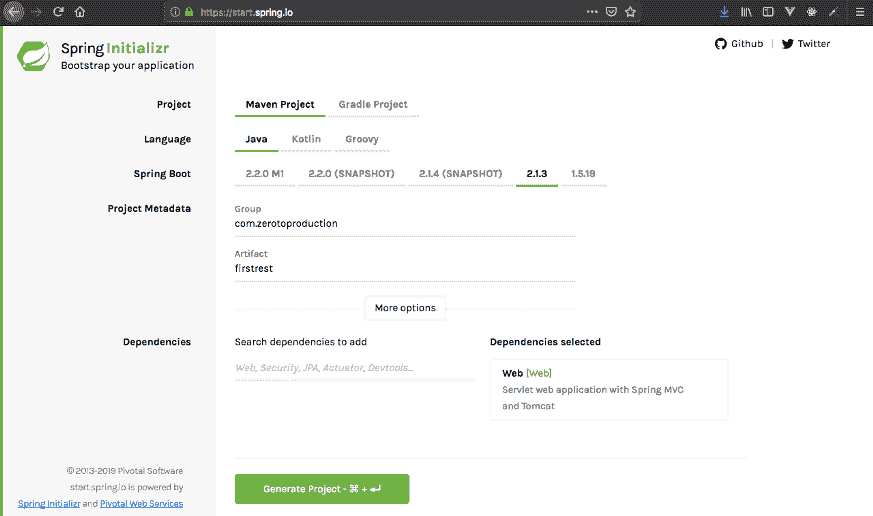 https://start.spring.io
Spring Initializr
Bootstrap your application
Github | Twitter
Project
Maven Project Gradle Project
Language
Java Kotlin Groovy
Spring Boot
2.2.0 M1 2.2.0 (SNAPSHOT) 2.1.4 (SNAPSHOT) 2.1.3 1.5.19
Project Metadata
Group
com.zerotoproduction
Artifact
firstrest
More options
Dependencies
Search dependencies to add
Web, Security, JPA, Actuator, Devtools...
Dependencies selected
Web [Web]
Servlet web application with Spring MVC
and Tomcat
© 2013-2019 Pivotal Software
start.spring.io is powered by
Spring Initializr and Pivotal Web Services
Generate Project - ⌘ + ↵